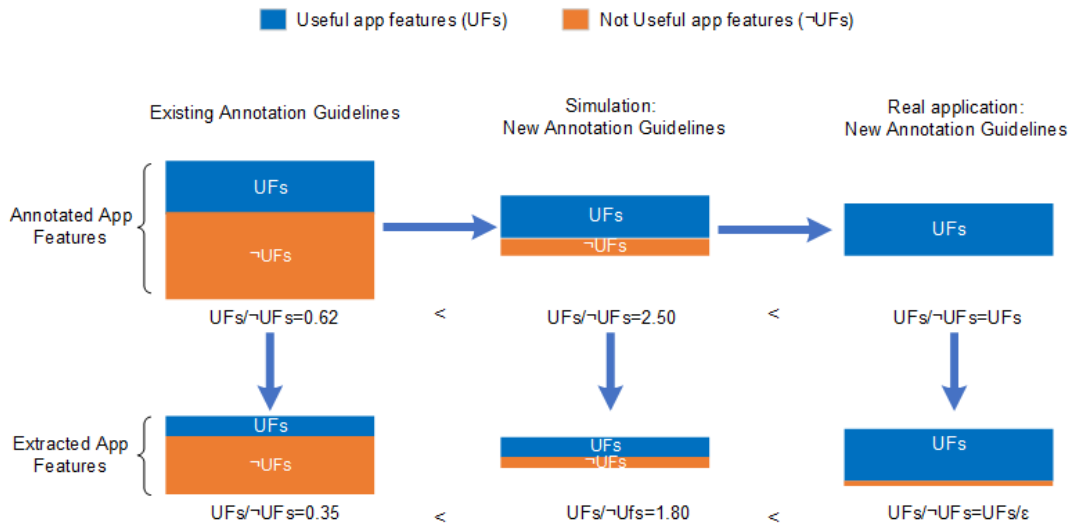 Useful app features (UFs)
Not Useful app features (¬UFs)
Existing Annotation Guidelines
Simulation:
New Annotation Guidelines
Real application:
New Annotation Guidelines
Annotated App
Features
UFs
¬UFs
UFs
¬UFs
UFs
UFs/¬UFs=0.62
<
UFs/¬UFs=2.50
<
UFs/¬UFs=UFs
Extracted App
Features
UFs
¬UFs
UFs
¬UFs
UFs
UFs/¬UFs=0.35
<
UFs/¬Ufs=1.80
<
UFs/¬UFs=UFs/ε